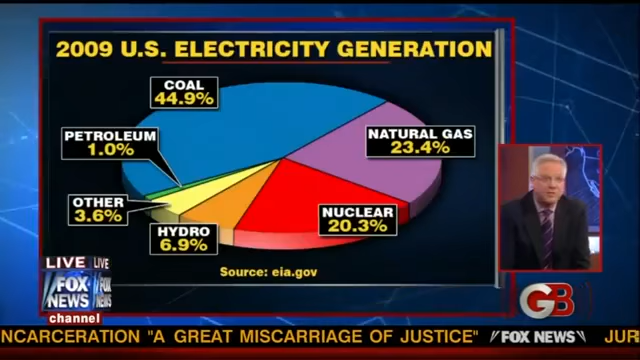 2009 U.S. ELECTRICITY GENERATION
COAL
44.9%
PETROLEUM
1.0%
NATURAL GAS
23.4%
OTHER
3.6%
HYDRO
6.9%
NUCLEAR
20.3%
Source: eia.gov
LIVE
LIVE
FOX
NEWS
channel
FOX
NEWS
GB
NCARCERATION "A GREAT MISCARRIAGE OF JUSTICE" FOX NEWS JUR